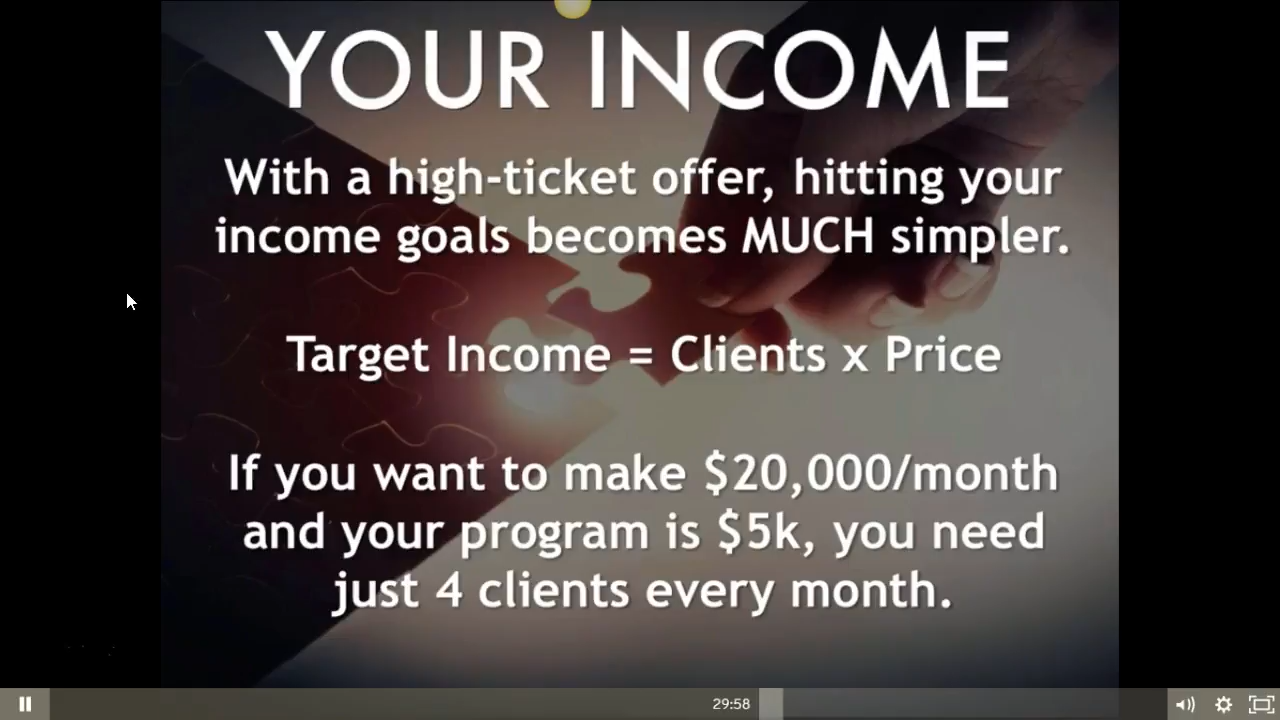 YOUR INCOME
With a high-ticket offer, hitting your
income goals becomes MUCH simpler.
Target Income = Clients x Price
If you want to make $20,000/month
and your program is $5k, you need
just 4 clients every month.
29:58